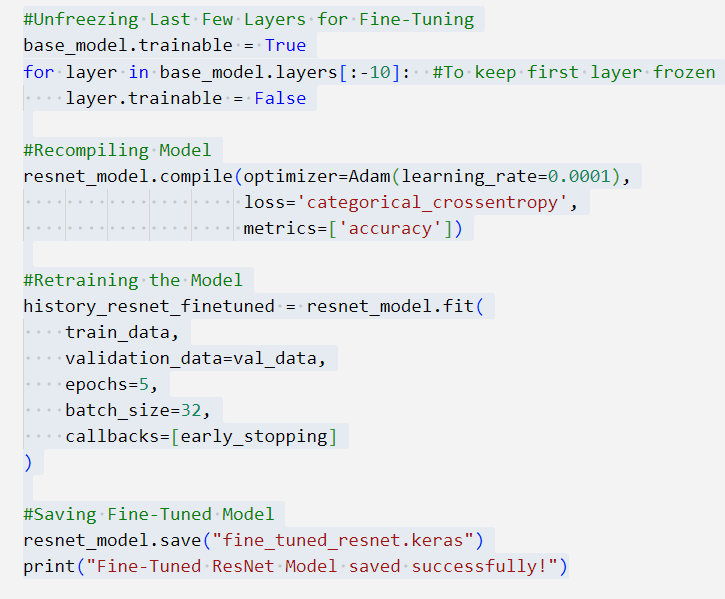 #Unfreezing Last Few Layers for Fine-Tuning
base_model.trainable = True
for layer in base_model.layers[:-10]:  #To keep first layer frozen
    layer.trainable = False

#Recompiling Model
resnet_model.compile(optimizer=Adam(learning_rate=0.0001),
                     loss='categorical_crossentropy',
                     metrics=['accuracy'])

#Retraining the Model
history_resnet_finetuned = resnet_model.fit(
    train_data,
    validation_data=val_data,
    epochs=5,
    batch_size=32,
    callbacks=[early_stopping]
)

#Saving Fine-Tuned Model
resnet_model.save("fine_tuned_resnet.keras")
print("Fine-Tuned ResNet Model saved successfully!")